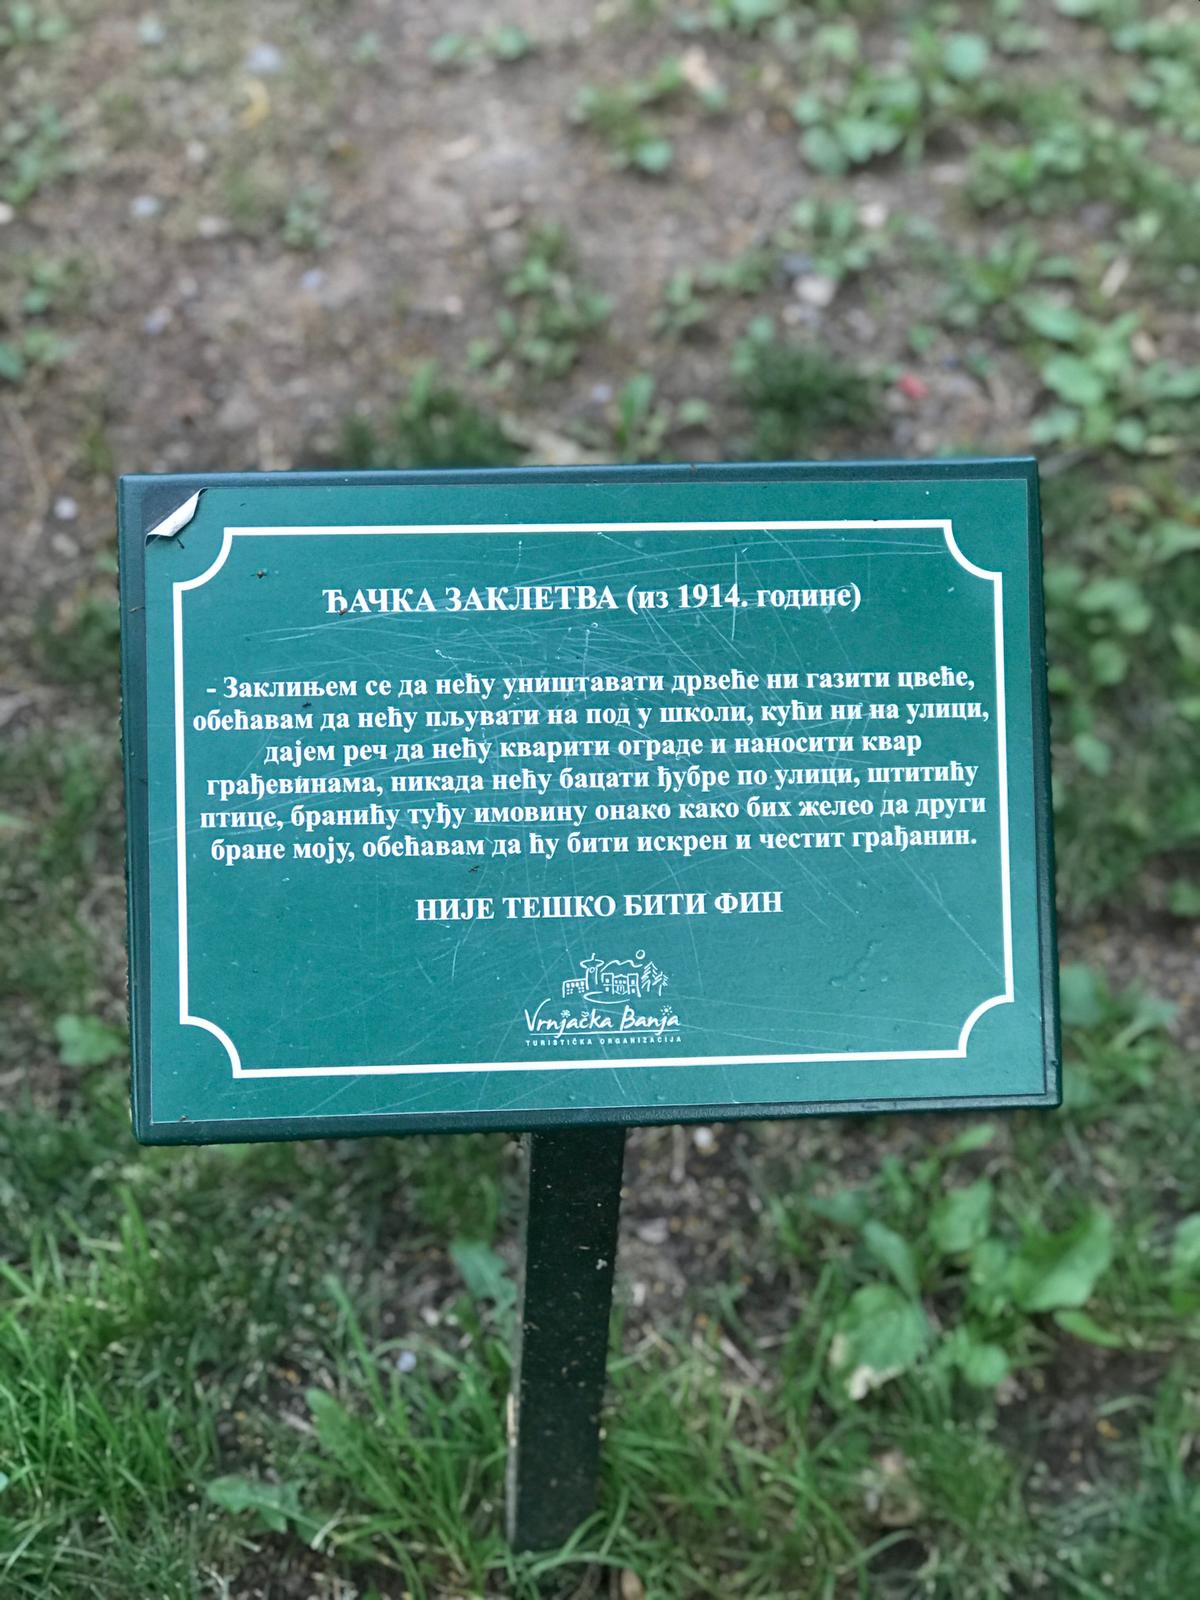 ЂАЧКА ЗАКЛЕТВА (из 1914. године)
- Заклињем се да нећу уништавати дрвеће ни газити цвеће,
обећавам да нећу пљувати на под у школи, кући ни на улици,
дајем реч да нећу кварити ограде и наносити квар
грађевинама, никада нећу бацати ђубре по улици, штитићу
птице, бранићу туђу имовину онако како бих желео да други
бране моју, обећавам да ћу бити искрен и честит грађанин.
НИЈЕ ТЕШКО БИТИ ФИН
Vrnjačka Banja
TURISTIČKA ORGANIZACIJA